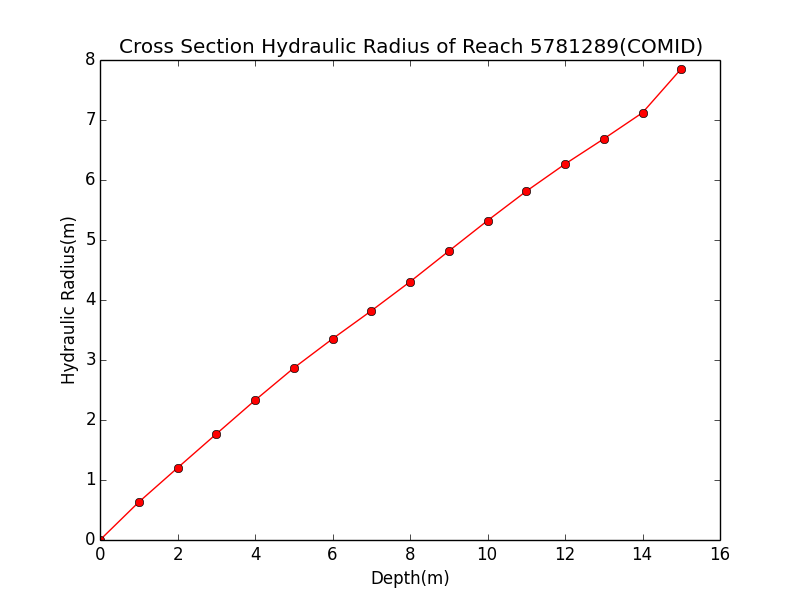 Cross Section Hydraulic Radius of Reach 5781289(COMID)
8
7
6
5
4
3
2
1
0
Hydraulic Radius(m)
0 2 4 6 8 10 12 14 16
Depth(m)